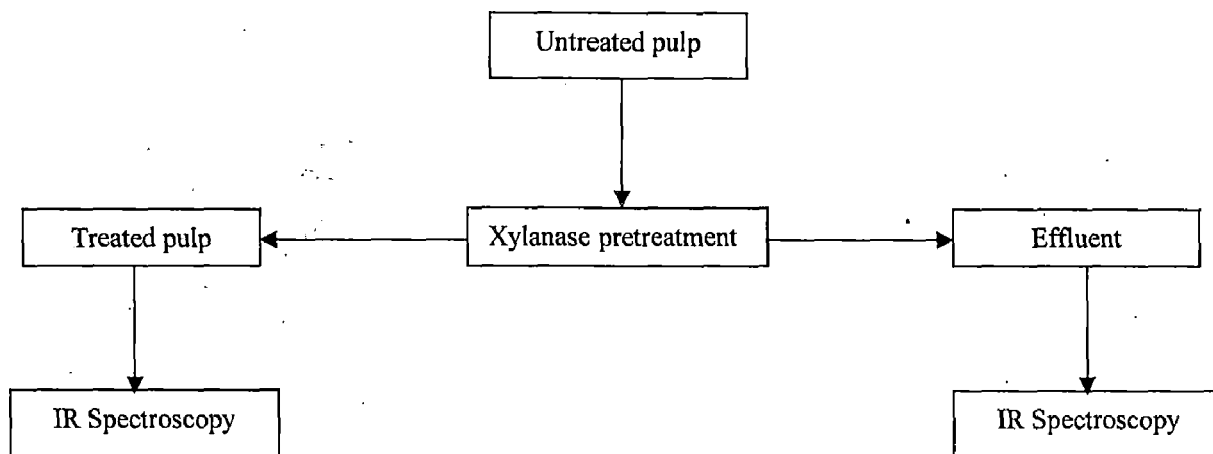 Untreated pulp
Treated pulp
Xylanase pretreatment
Effluent
IR Spectroscopy
IR Spectroscopy